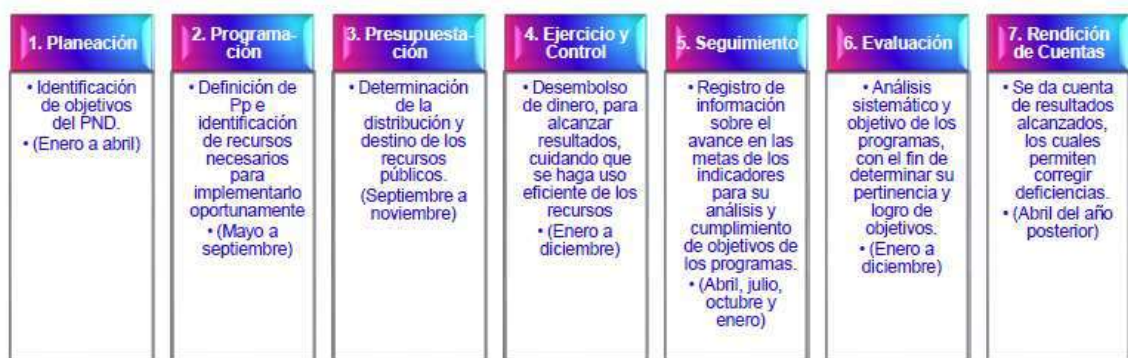 1. Planeación
• Identificación
de objetivos
del PND.
• (Enero a abril)
2. Programa-
ción
• Definición de
Pp e
identificación
de recursos
necesarios
para
implementarlo
oportunamente
• (Mayo a
septiembre)
3. Presupuesta-
ción
• Determinación
de la
distribución y
destino de los
recursos
públicos.
(Septiembre a
noviembre)
4. Ejercicio y
Control
• Desembolso
de dinero, para
alcanzar
resultados,
cuidando que
se haga uso
eficiente de los
recursos
• (Enero a
diciembre)
5. Seguimiento
• Registro de
información
sobre el
avance en las
metas de los
indicadores
para su
análisis y
cumplimiento
de objetivos de
los programas.
• (Abril, julio,
octubre y
enero)
6. Evaluación
• Análisis
sistemático y
objetivo de los
programas,
con el fin de
determinar su
pertinencia y
logro de
objetivos.
• (Enero a
diciembre)
7. Rendición
de Cuentas
• Se da cuenta
de resultados
alcanzados,
los cuales
permiten
corregir
deficiencias.
• (Abril del año
posterior)